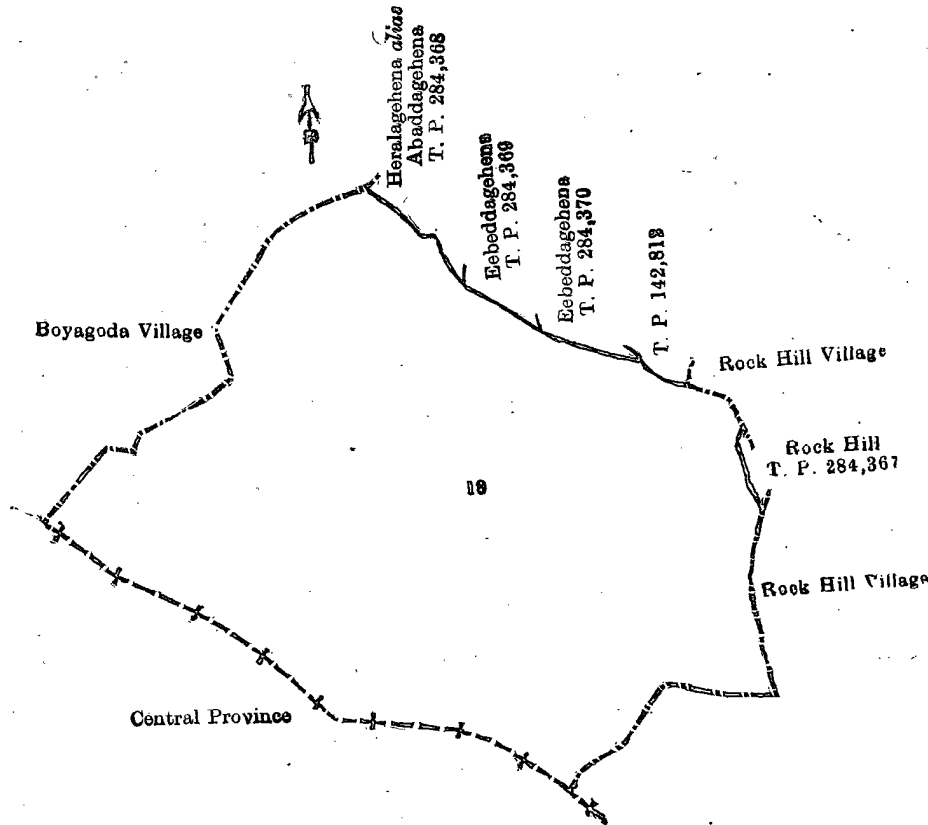 Heralagehena alias
Abaddagehena
T. P. 284,368
Eebeddagehena
T. P. 284,369
Eebeddagehena
T. P. 284,370
T. P. 142,813
Boyagoda Village
Rock Hill Village
Rock Hill
T. P. 284,367
19
Rock Hill Village
Central Province